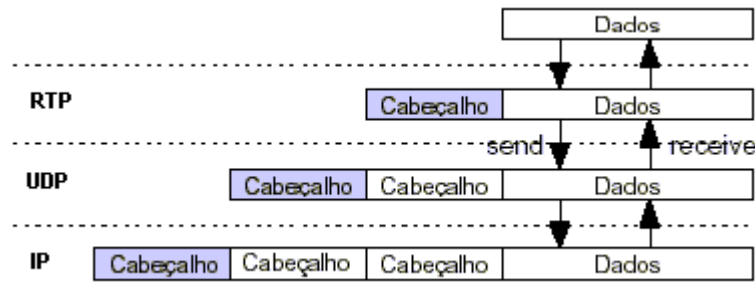 Dados
RTP Cabeçalho Dados
send receive
UDP Cabeçalho Cabeçalho Dados
IP Cabeçalho Cabeçalho Cabeçalho Dados